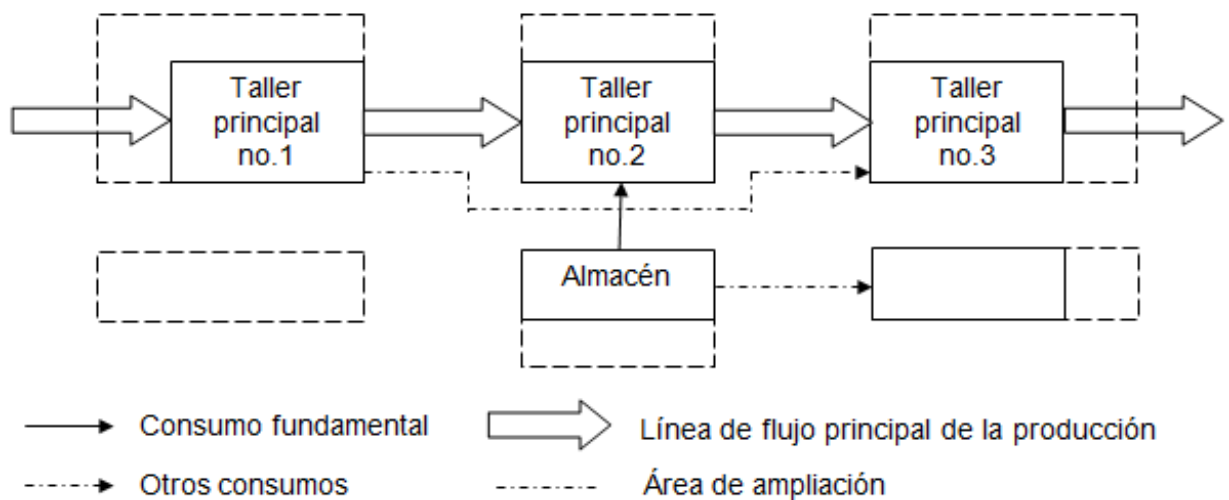 Taller
principal
no.1
Taller
principal
no.2
Taller
principal
no.3
Almacén
Consumo fundamental
Línea de flujo principal de la producción
Otros consumos
Área de ampliación